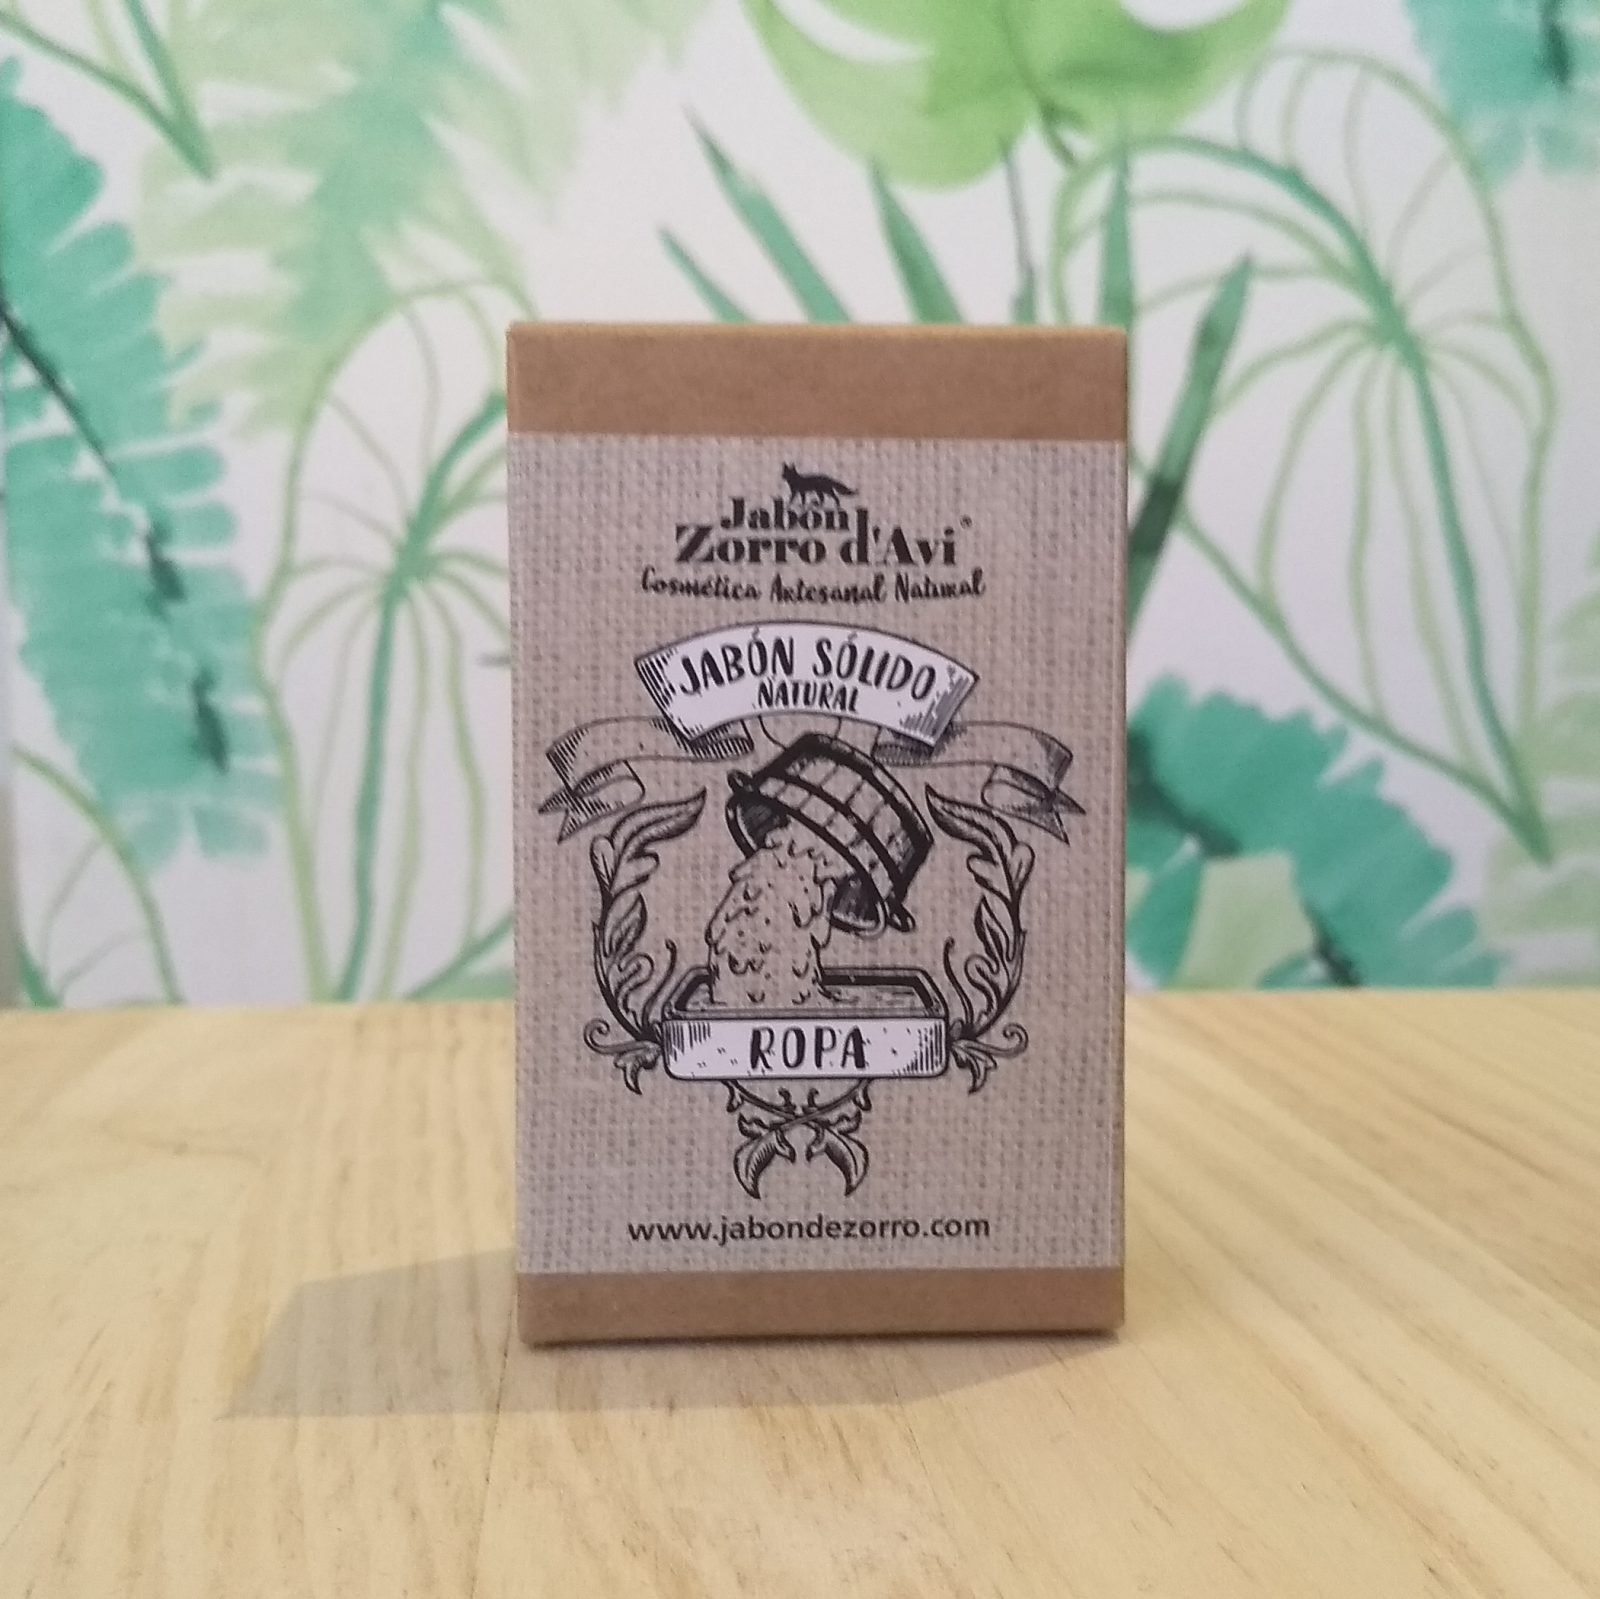 Jabón
Zorro d'Avi®
Cosmética Artesanal Natural
JABÓN SÓLIDO
NATURAL
ROPA
www.jabondezorro.com